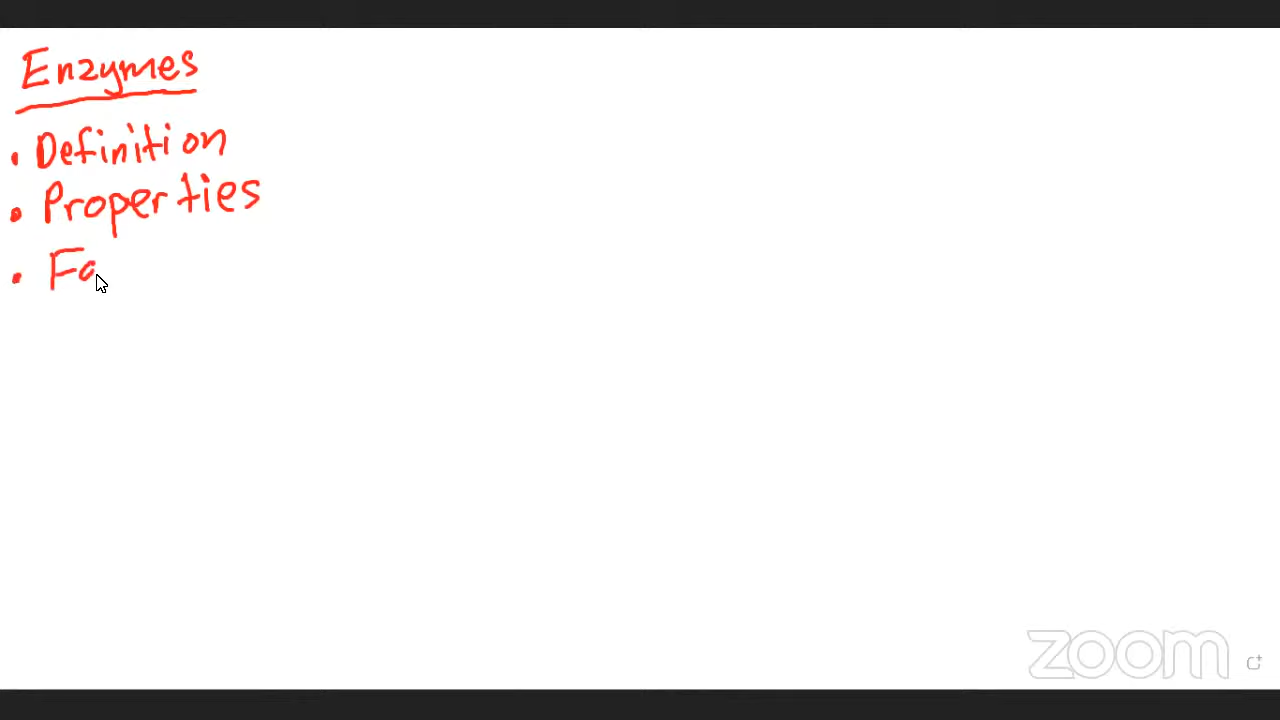 Enzymes
• Definition
• Properties
• Fa
zoom